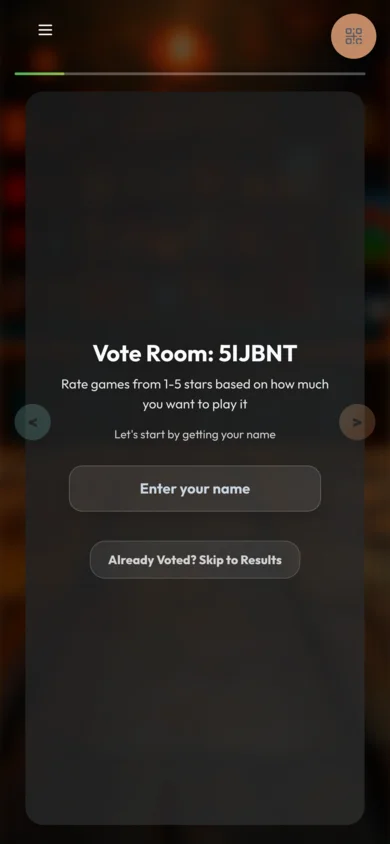 Vote Room: 5IJBNT
Rate games from 1-5 stars based on how much
you want to play it
<
>
Let's start by getting your name
Enter your name
Already Voted? Skip to Results